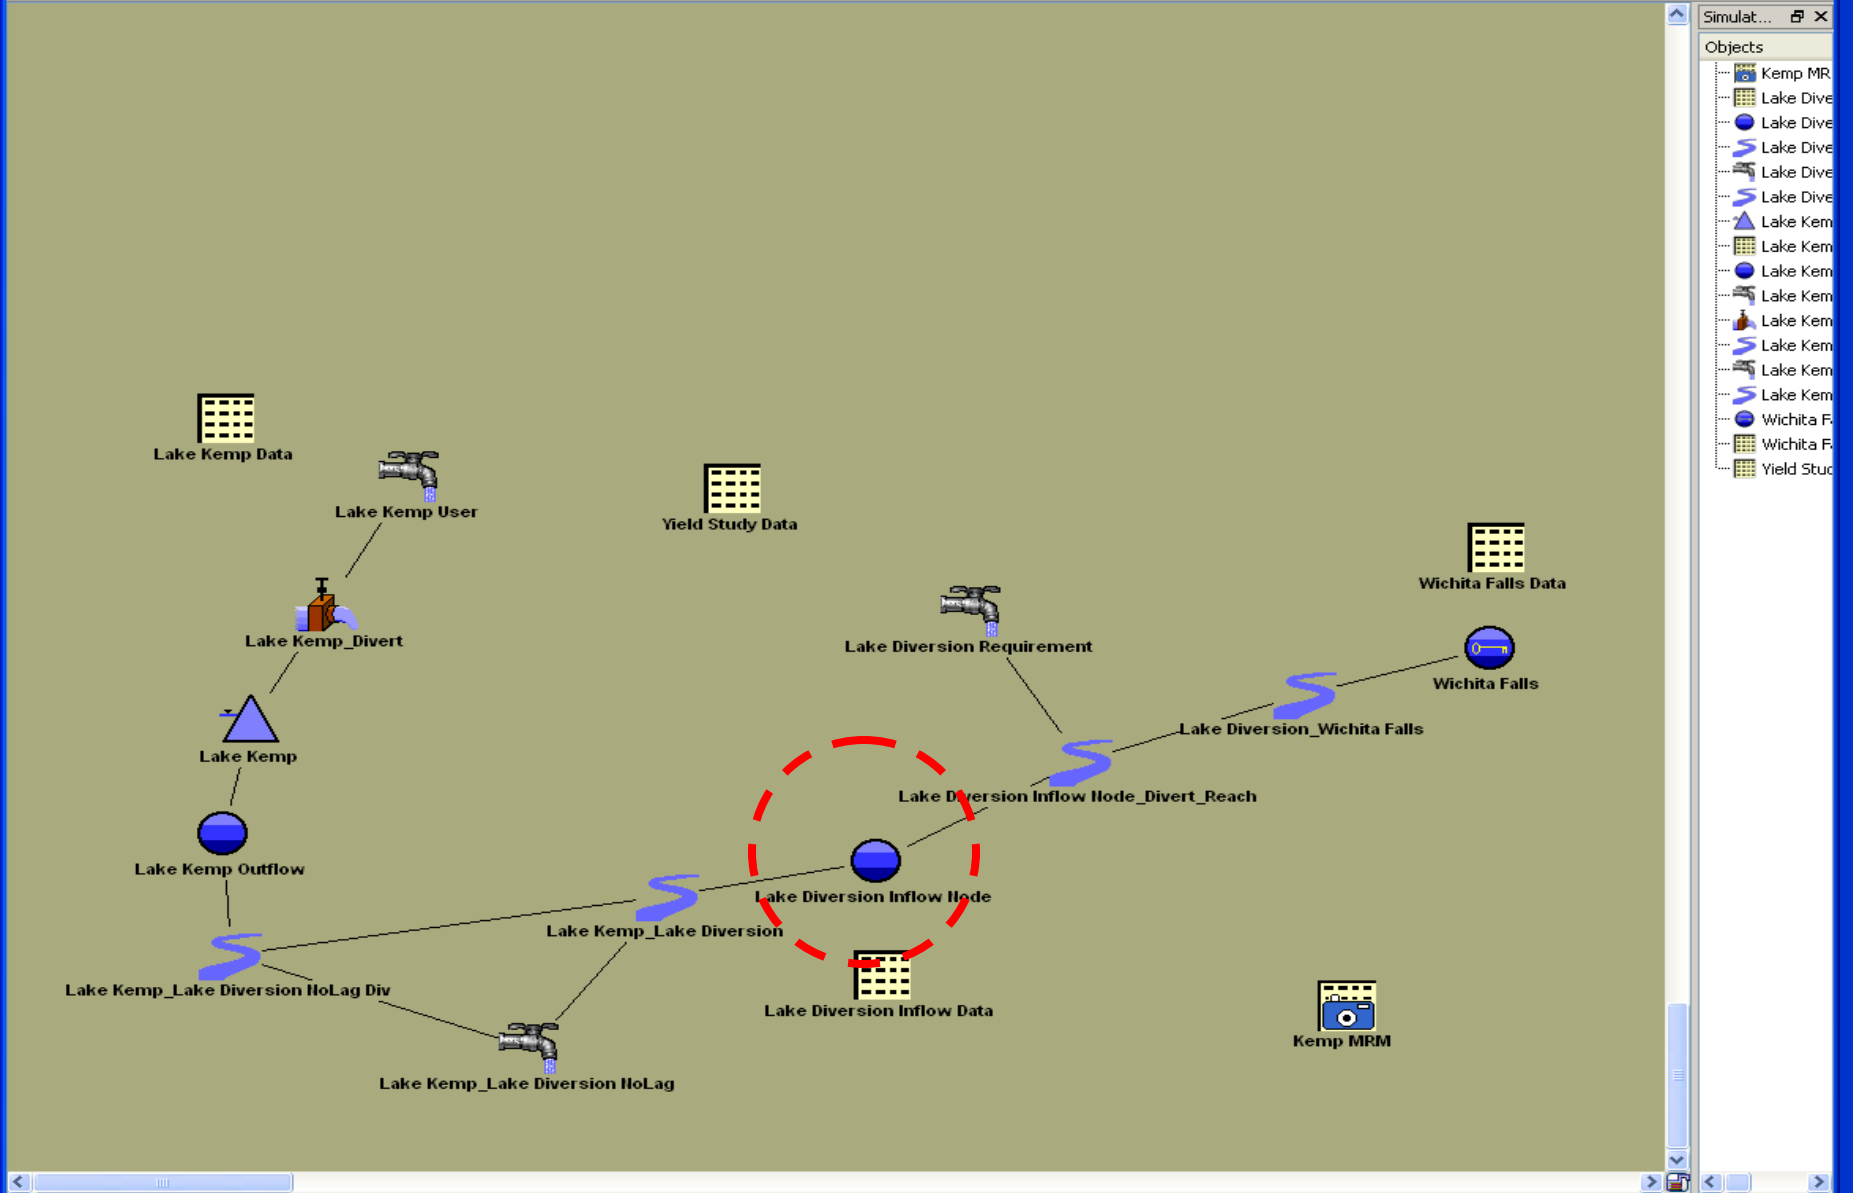 Simulat...
Objects
Kemp MR
Lake Dive
Lake Dive
Lake Dive
Lake Dive
Lake Dive
Lake Kem
Lake Kem
Lake Kem
Lake Kem
Lake Kem
Lake Kem
Lake Kem
Lake Kem
Wichita F
Wichita F
Yield Stud
Lake Kemp Data
Lake Kemp User
Yield Study Data
Wichita Falls Data
Lake Kemp_Divert
Lake Diversion Requirement
Wichita Falls
Lake Diversion_Wichita Falls
Lake Kemp
Lake Diversion Inflow Node_Divert_Reach
Lake Kemp Outflow
Lake Diversion Inflow Node
Lake Kemp_Lake Diversion
Lake Kemp_Lake Diversion NoLag Div
Lake Diversion Inflow Data
Kemp MRM
Lake Kemp_Lake Diversion NoLag